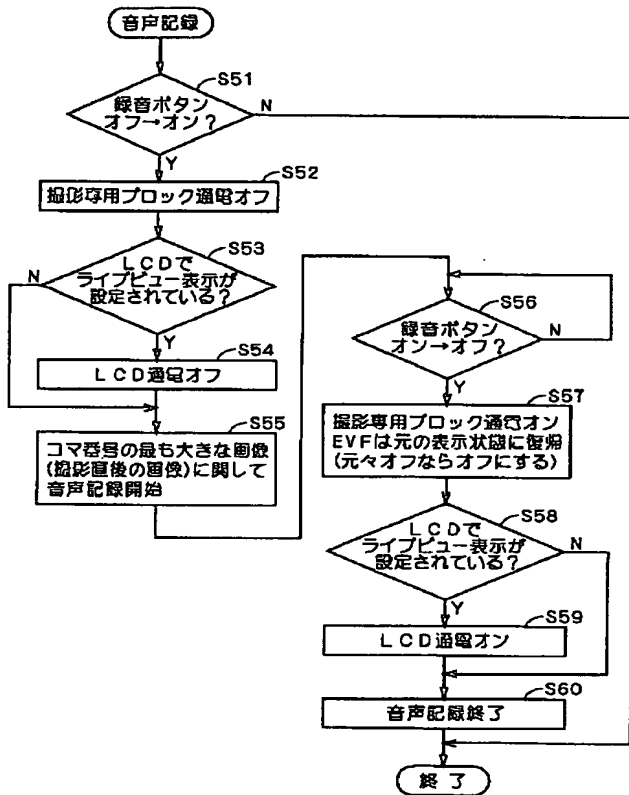 音声記録
S51
録音ボタン
オフ→オン？
N
Y
S52
撮影専用ブロック通電オフ
S53
LCDで
ライブビュー表示が
設定されている？
N
Y
S54
LCD通電オフ
S55
コマ番号の最も大きな画像
(撮影直後の画像)に関して
音声記録開始
S56
録音ボタン
オン→オフ？
N
Y
S57
撮影専用ブロック通電オン
EVFは元の表示状態に復帰
(元々オフならオフにする)
S58
LCDで
ライブビュー表示が
設定されている？
N
Y
S59
LCD通電オン
S60
音声記録終了
終了